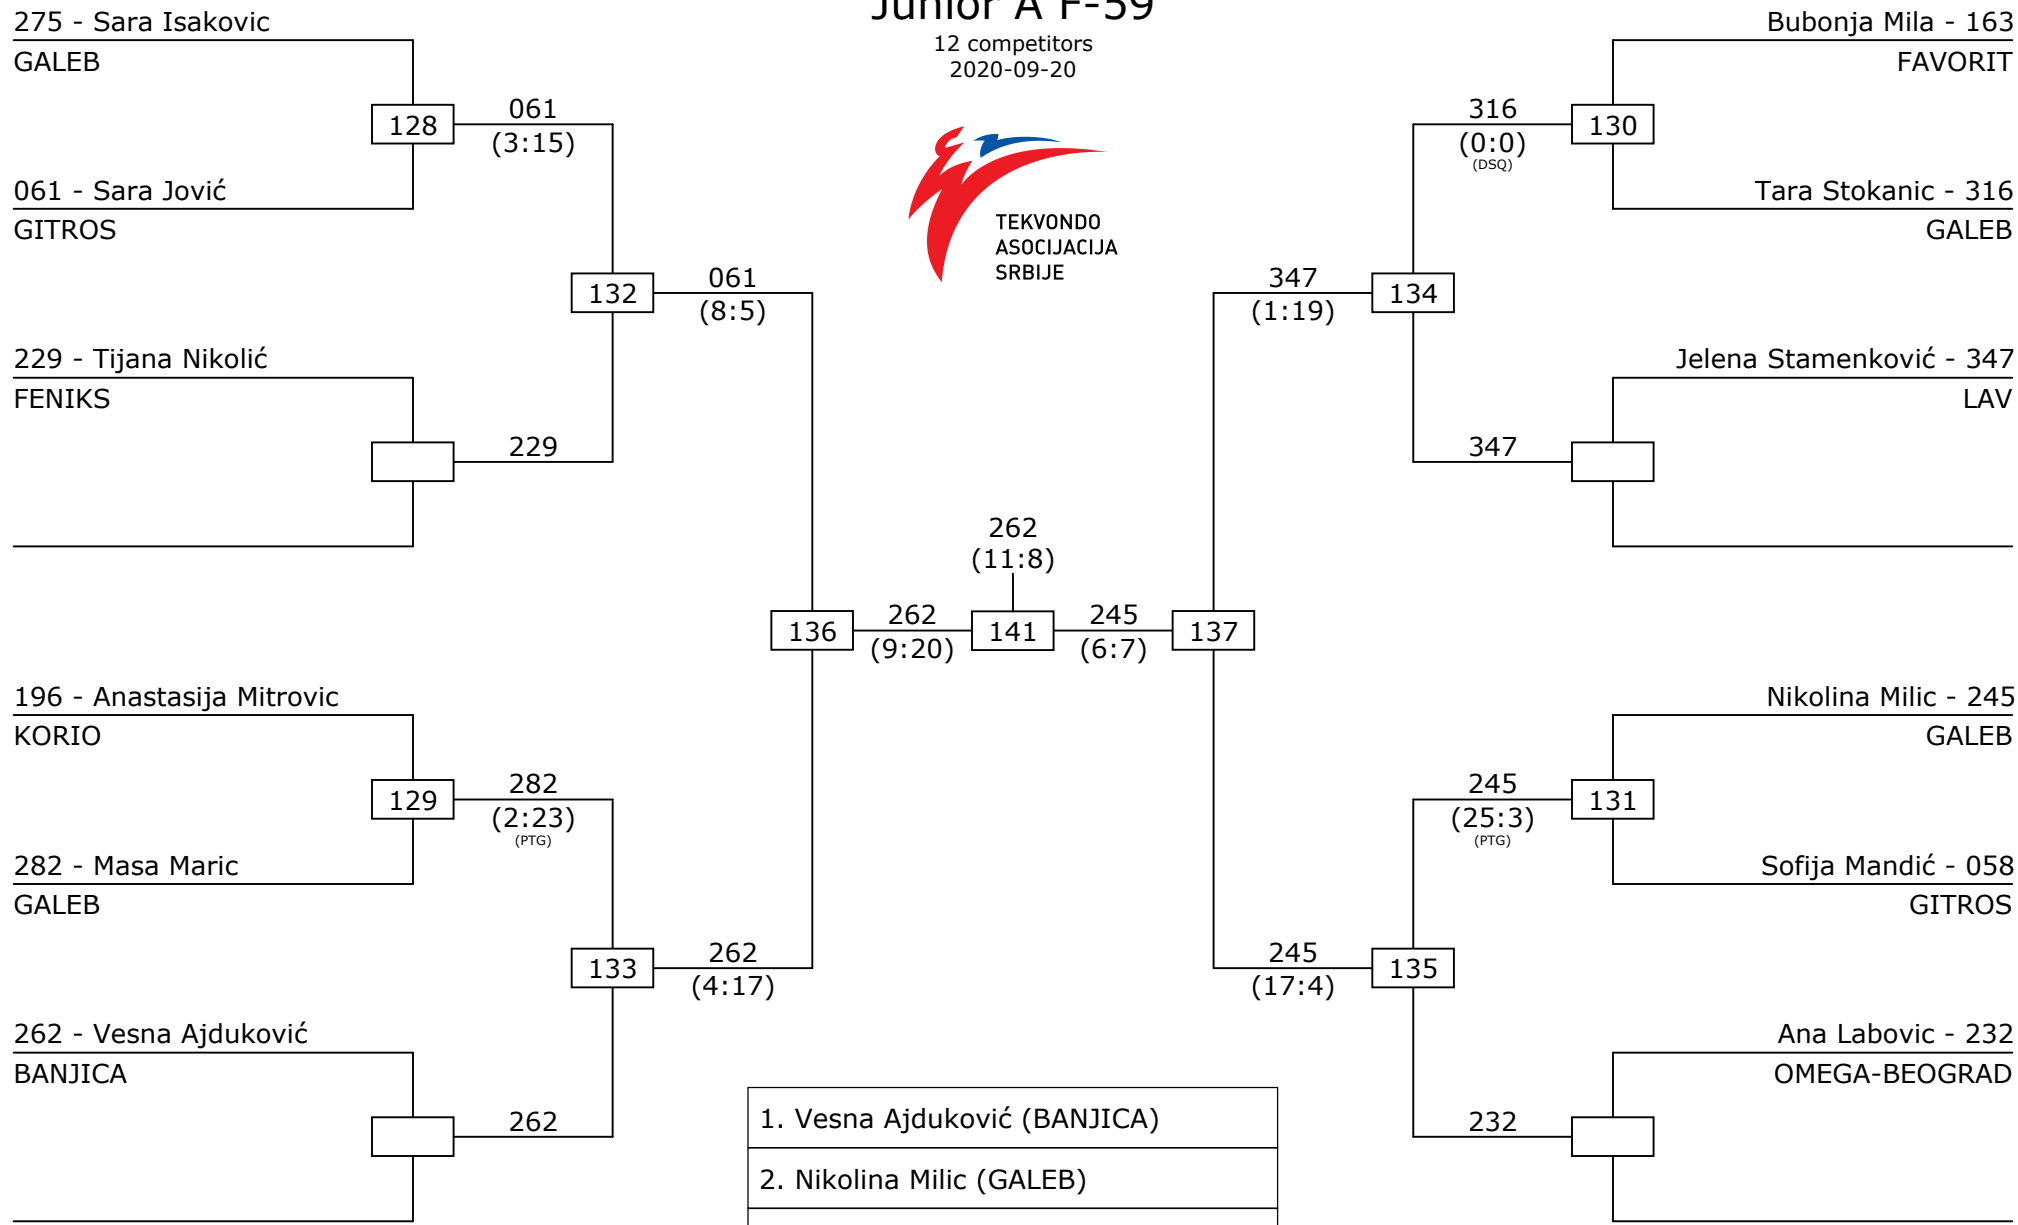 Junior A F-59
12 competitors
2020-09-20
TEKVONDO
ASOCIJACIJA
SRBIJE
275 - Sara Isakovic
GALEB
128
061
(3:15)
061 - Sara Jović
GITROS
132
061
(8:5)
229 - Tijana Nikolić
FENIKS
229
196 - Anastasija Mitrovic
KORIO
129
282
(2:23)
(PTG)
282 - Masa Maric
GALEB
133
262
(4:17)
262 - Vesna Ajduković
BANJICA
262
136
262
(9:20)
262
(11:8)
141
245
(6:7)
137
Bubonja Mila - 163
FAVORIT
316
(0:0)
(DSQ)
130
Tara Stokanic - 316
GALEB
347
(1:19)
134
Jelena Stamenković - 347
LAV
347
Nikolina Milic - 245
GALEB
245
(25:3)
(PTG)
131
Sofija Mandić - 058
GITROS
245
(17:4)
135
Ana Labovic - 232
OMEGA-BEOGRAD
232
1. Vesna Ajduković (BANJICA)
2. Nikolina Milic (GALEB)